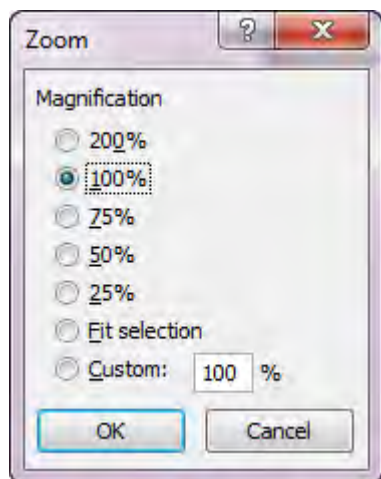 Zoom
?
Magnification
200%
100%
75%
50%
25%
Fit selection
Custom: 100 %
OK Cancel